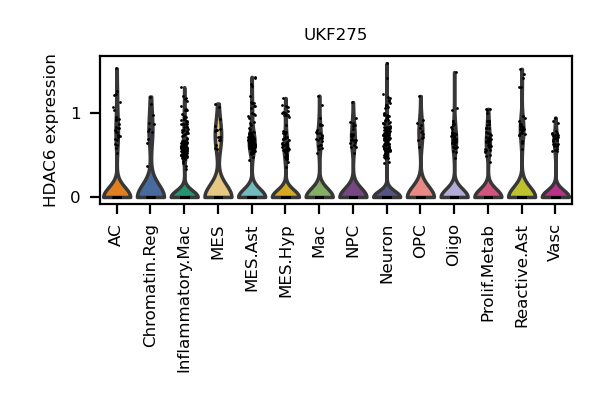 UKF275
HDAC6 expression
1
0
AC
Chromatin.Reg
Inflammatory.Mac
MES
MES.Ast
MES.Hyp
Mac
NPC
Neuron
OPC
Oligo
Prolif.Metab
Reactive.Ast
Vasc